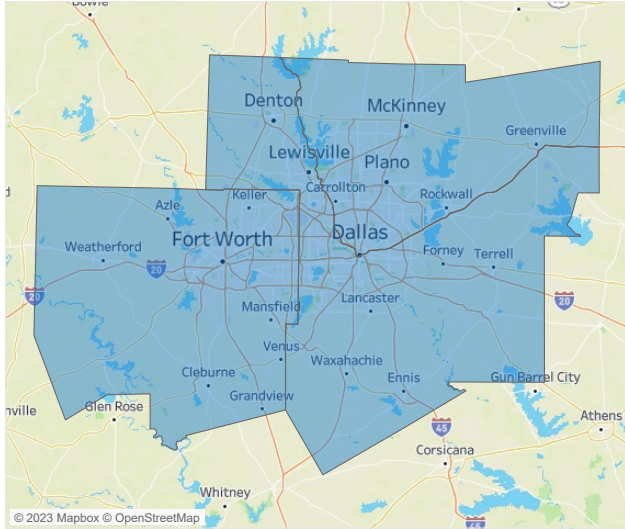 Bowie
Denton
McKinney
Greenville
Lewisville
Plano
Carrollton
Keller
Rockwall
Azle
Fort Worth
Dallas
Weatherford
Forney
Terrell
20
20
20
Lancaster
Mansfield
Venus
Waxahachie
Cleburne
Ennis
Gun Barrel City
Grandview
Glen Rose
nville
Athens
45
Corsicana
Whitney
45
© 2023 Mapbox © OpenStreetMap